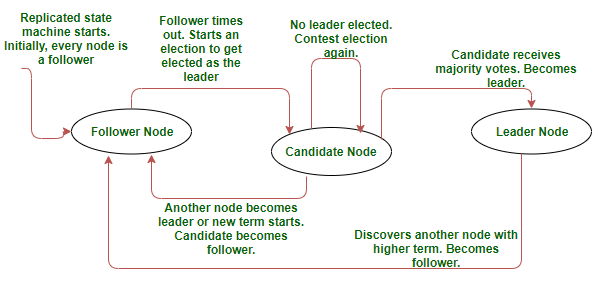 Replicated state
machine starts.
Initially, every node is
a follower
Follower times
out. Starts an
election to get
elected as the
leader
No leader elected.
Contest election
again.
Candidate receives
majority votes. Becomes
leader.
Follower Node
Candidate Node
Leader Node
Another node becomes
leader or new term starts.
Candidate becomes
follower.
Discovers another node with
higher term. Becomes
follower.